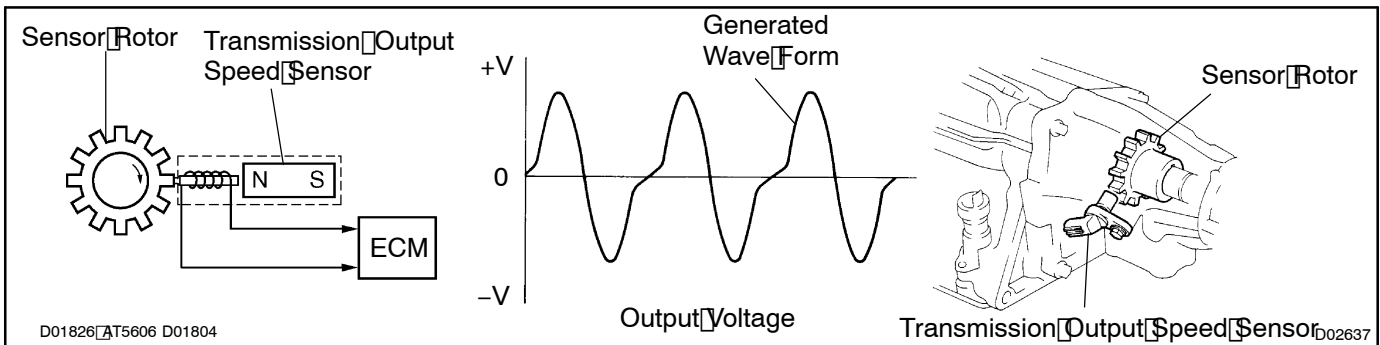 Sensor Rotor
Transmission Output
Speed Sensor
N S
ECM
D01826 AT5606 D01804
+V
0
−V
Generated
Wave Form
Output Voltage
Sensor Rotor
Transmission Output Speed Sensor
D02637